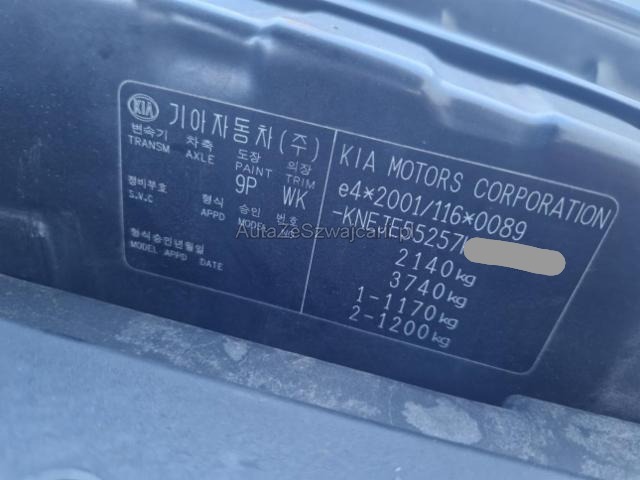 KIA 기아자동차(주)
변속기 차축 도장 의장
TRANSM AXLE PAINT TRIM
9P WK
정비부호 형식 승인 번호
S.V.C APPD MODEL NO
형식승인년월일
MODEL APPD DATE
KIA MOTORS CORPORATION
e4*2001/116*0089
2140kg
3740kg
1-1170kg
2-1200kg
AutazeSzwajcarii.pl